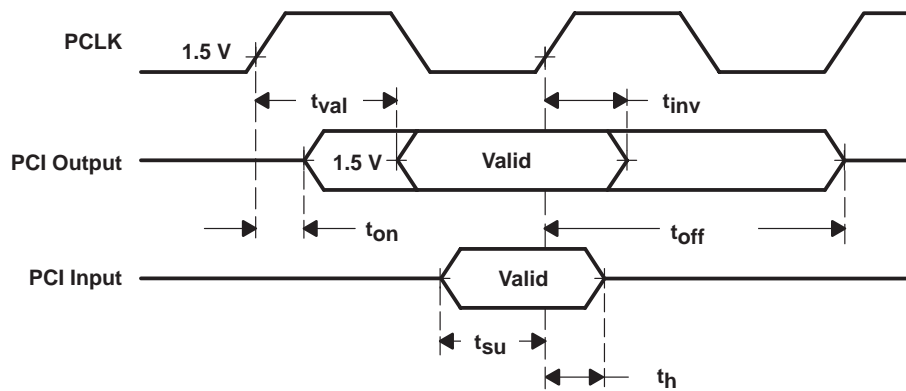 PCLK
1.5 V
tval
tinv
PCI Output
1.5 V
Valid
ton
toff
PCI Input
Valid
tsu
th